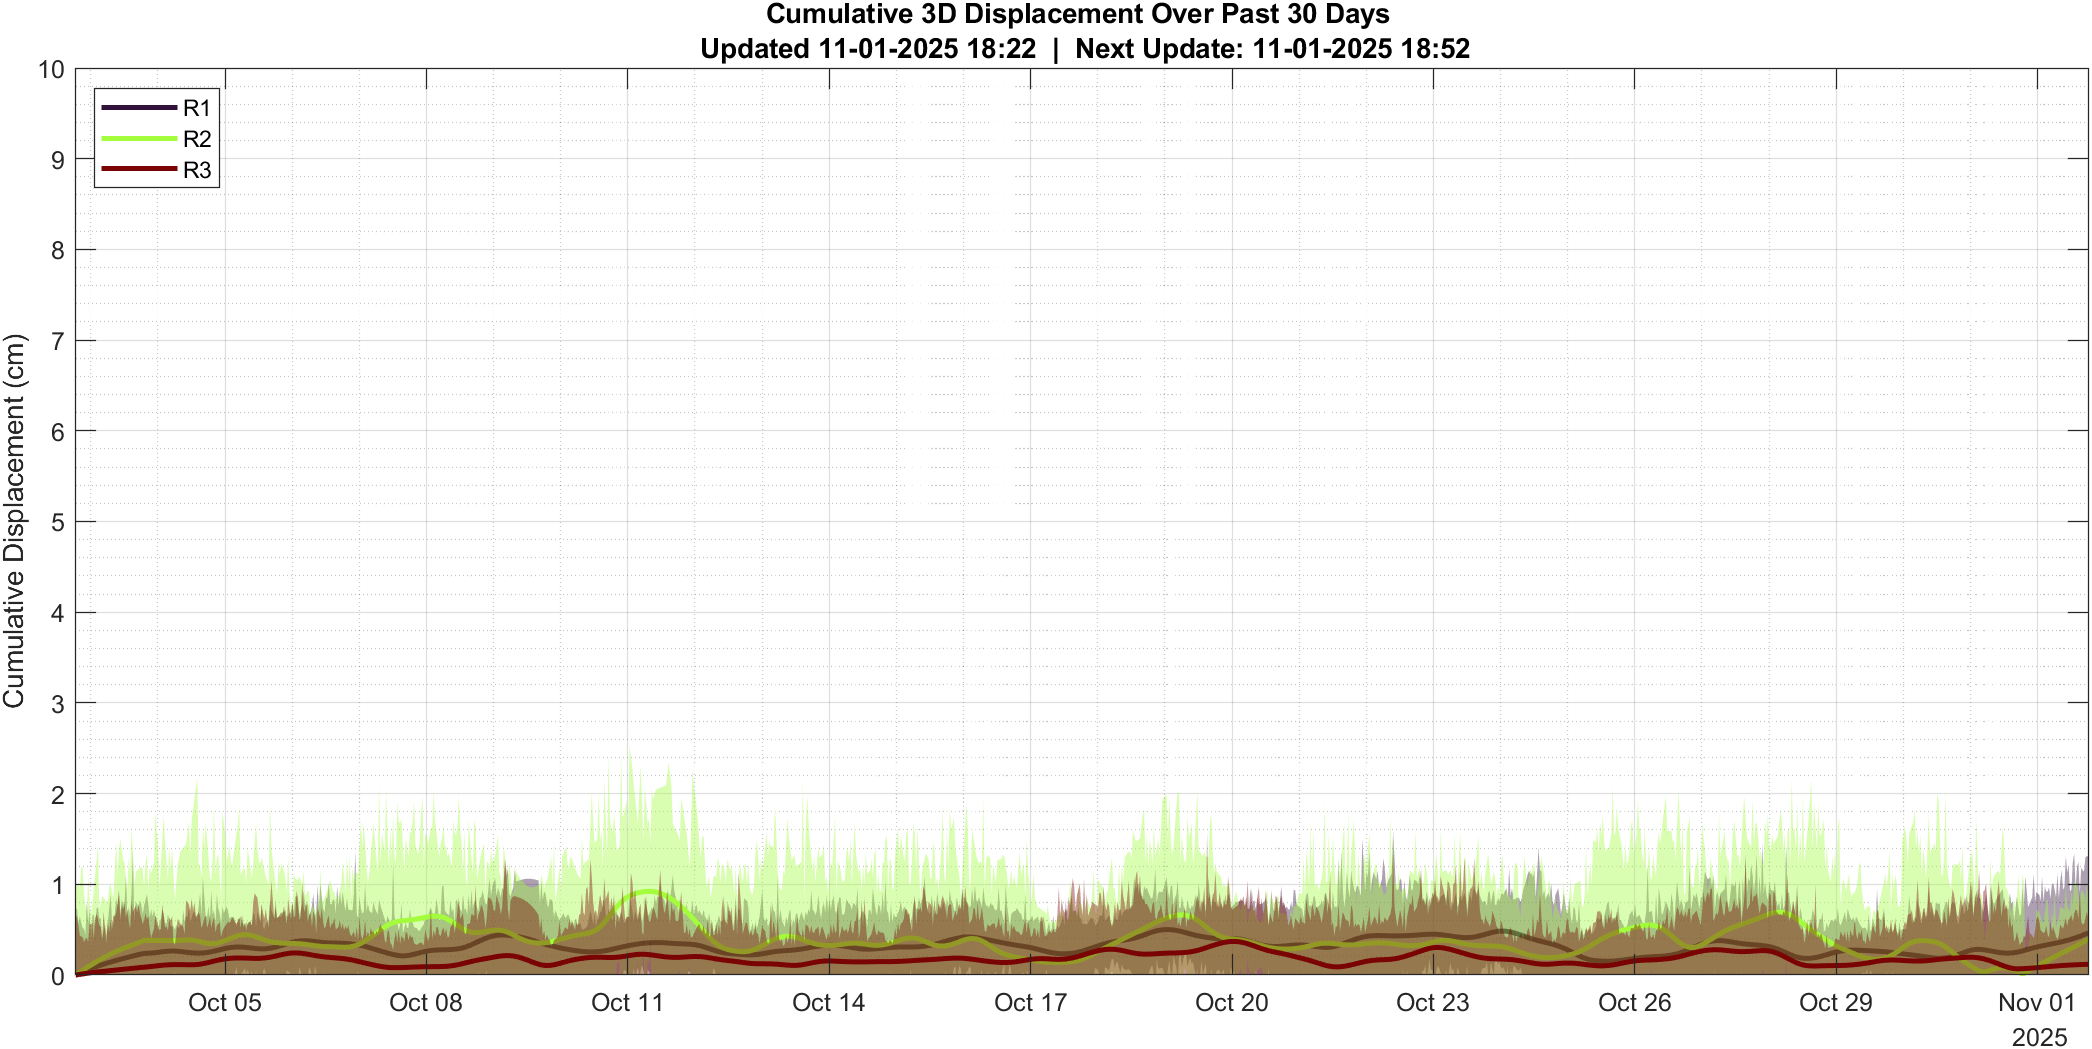 Cumulative 3D Displacement Over Past 30 Days
Updated 11-01-2025 18:22 | Next Update: 11-01-2025 18:52
R1
R2
R3
Cumulative Displacement (cm)
10
9
8
7
6
5
4
3
2
1
0
Oct 05
Oct 08
Oct 11
Oct 14
Oct 17
Oct 20
Oct 23
Oct 26
Oct 29
Nov 01
2025